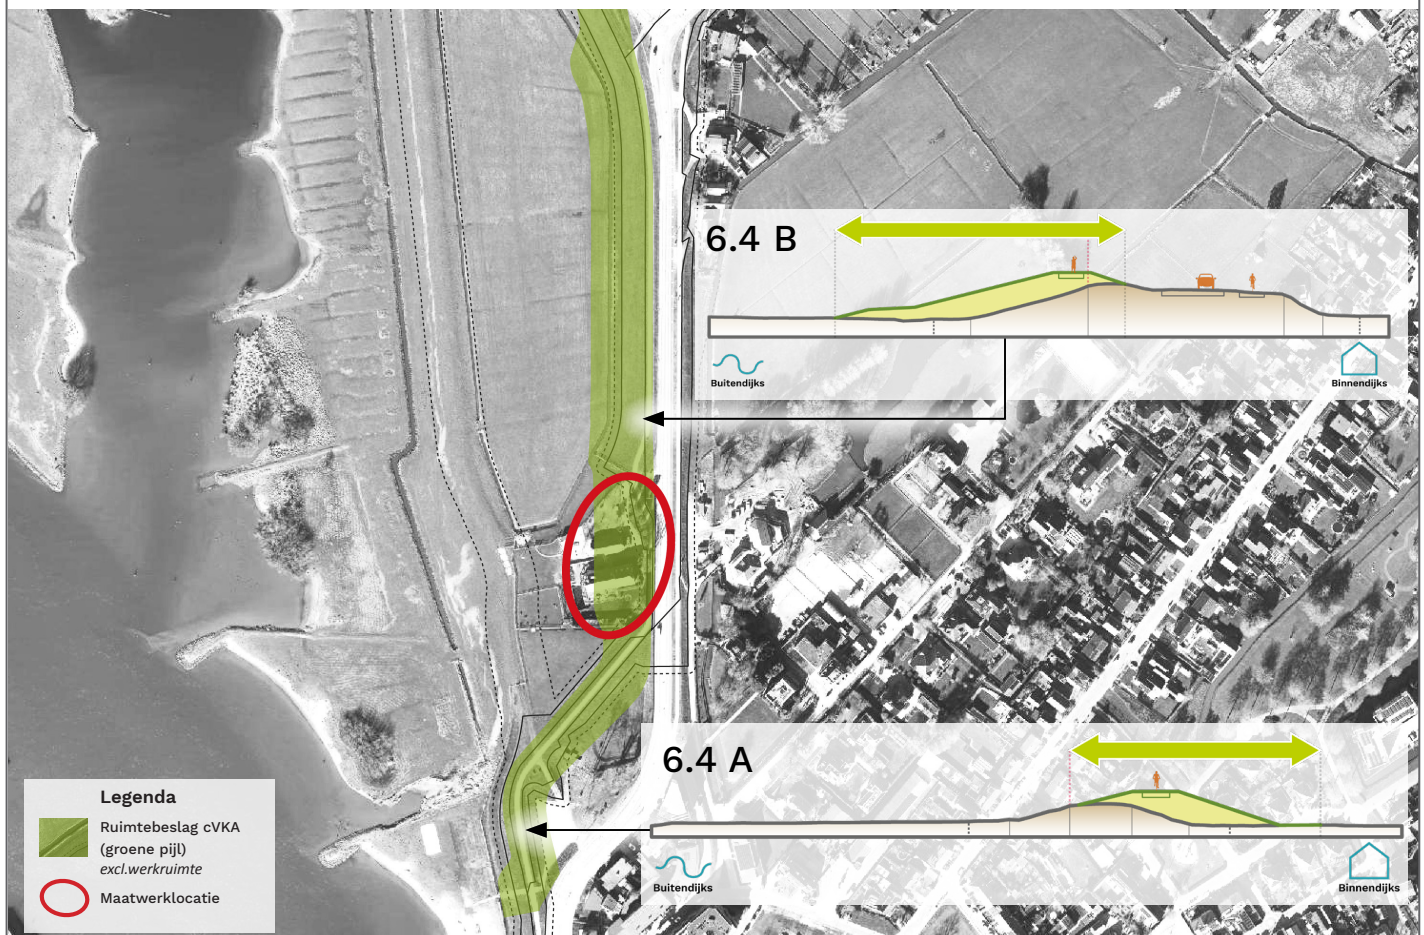 6.4 B
Buitendijks
Binnendijks
6.4 A
Buitendijks
Binnendijks
Legenda
Ruimtebeslag cVKA
(groene pijl)
excl.werkruimte
Maatwerklocatie